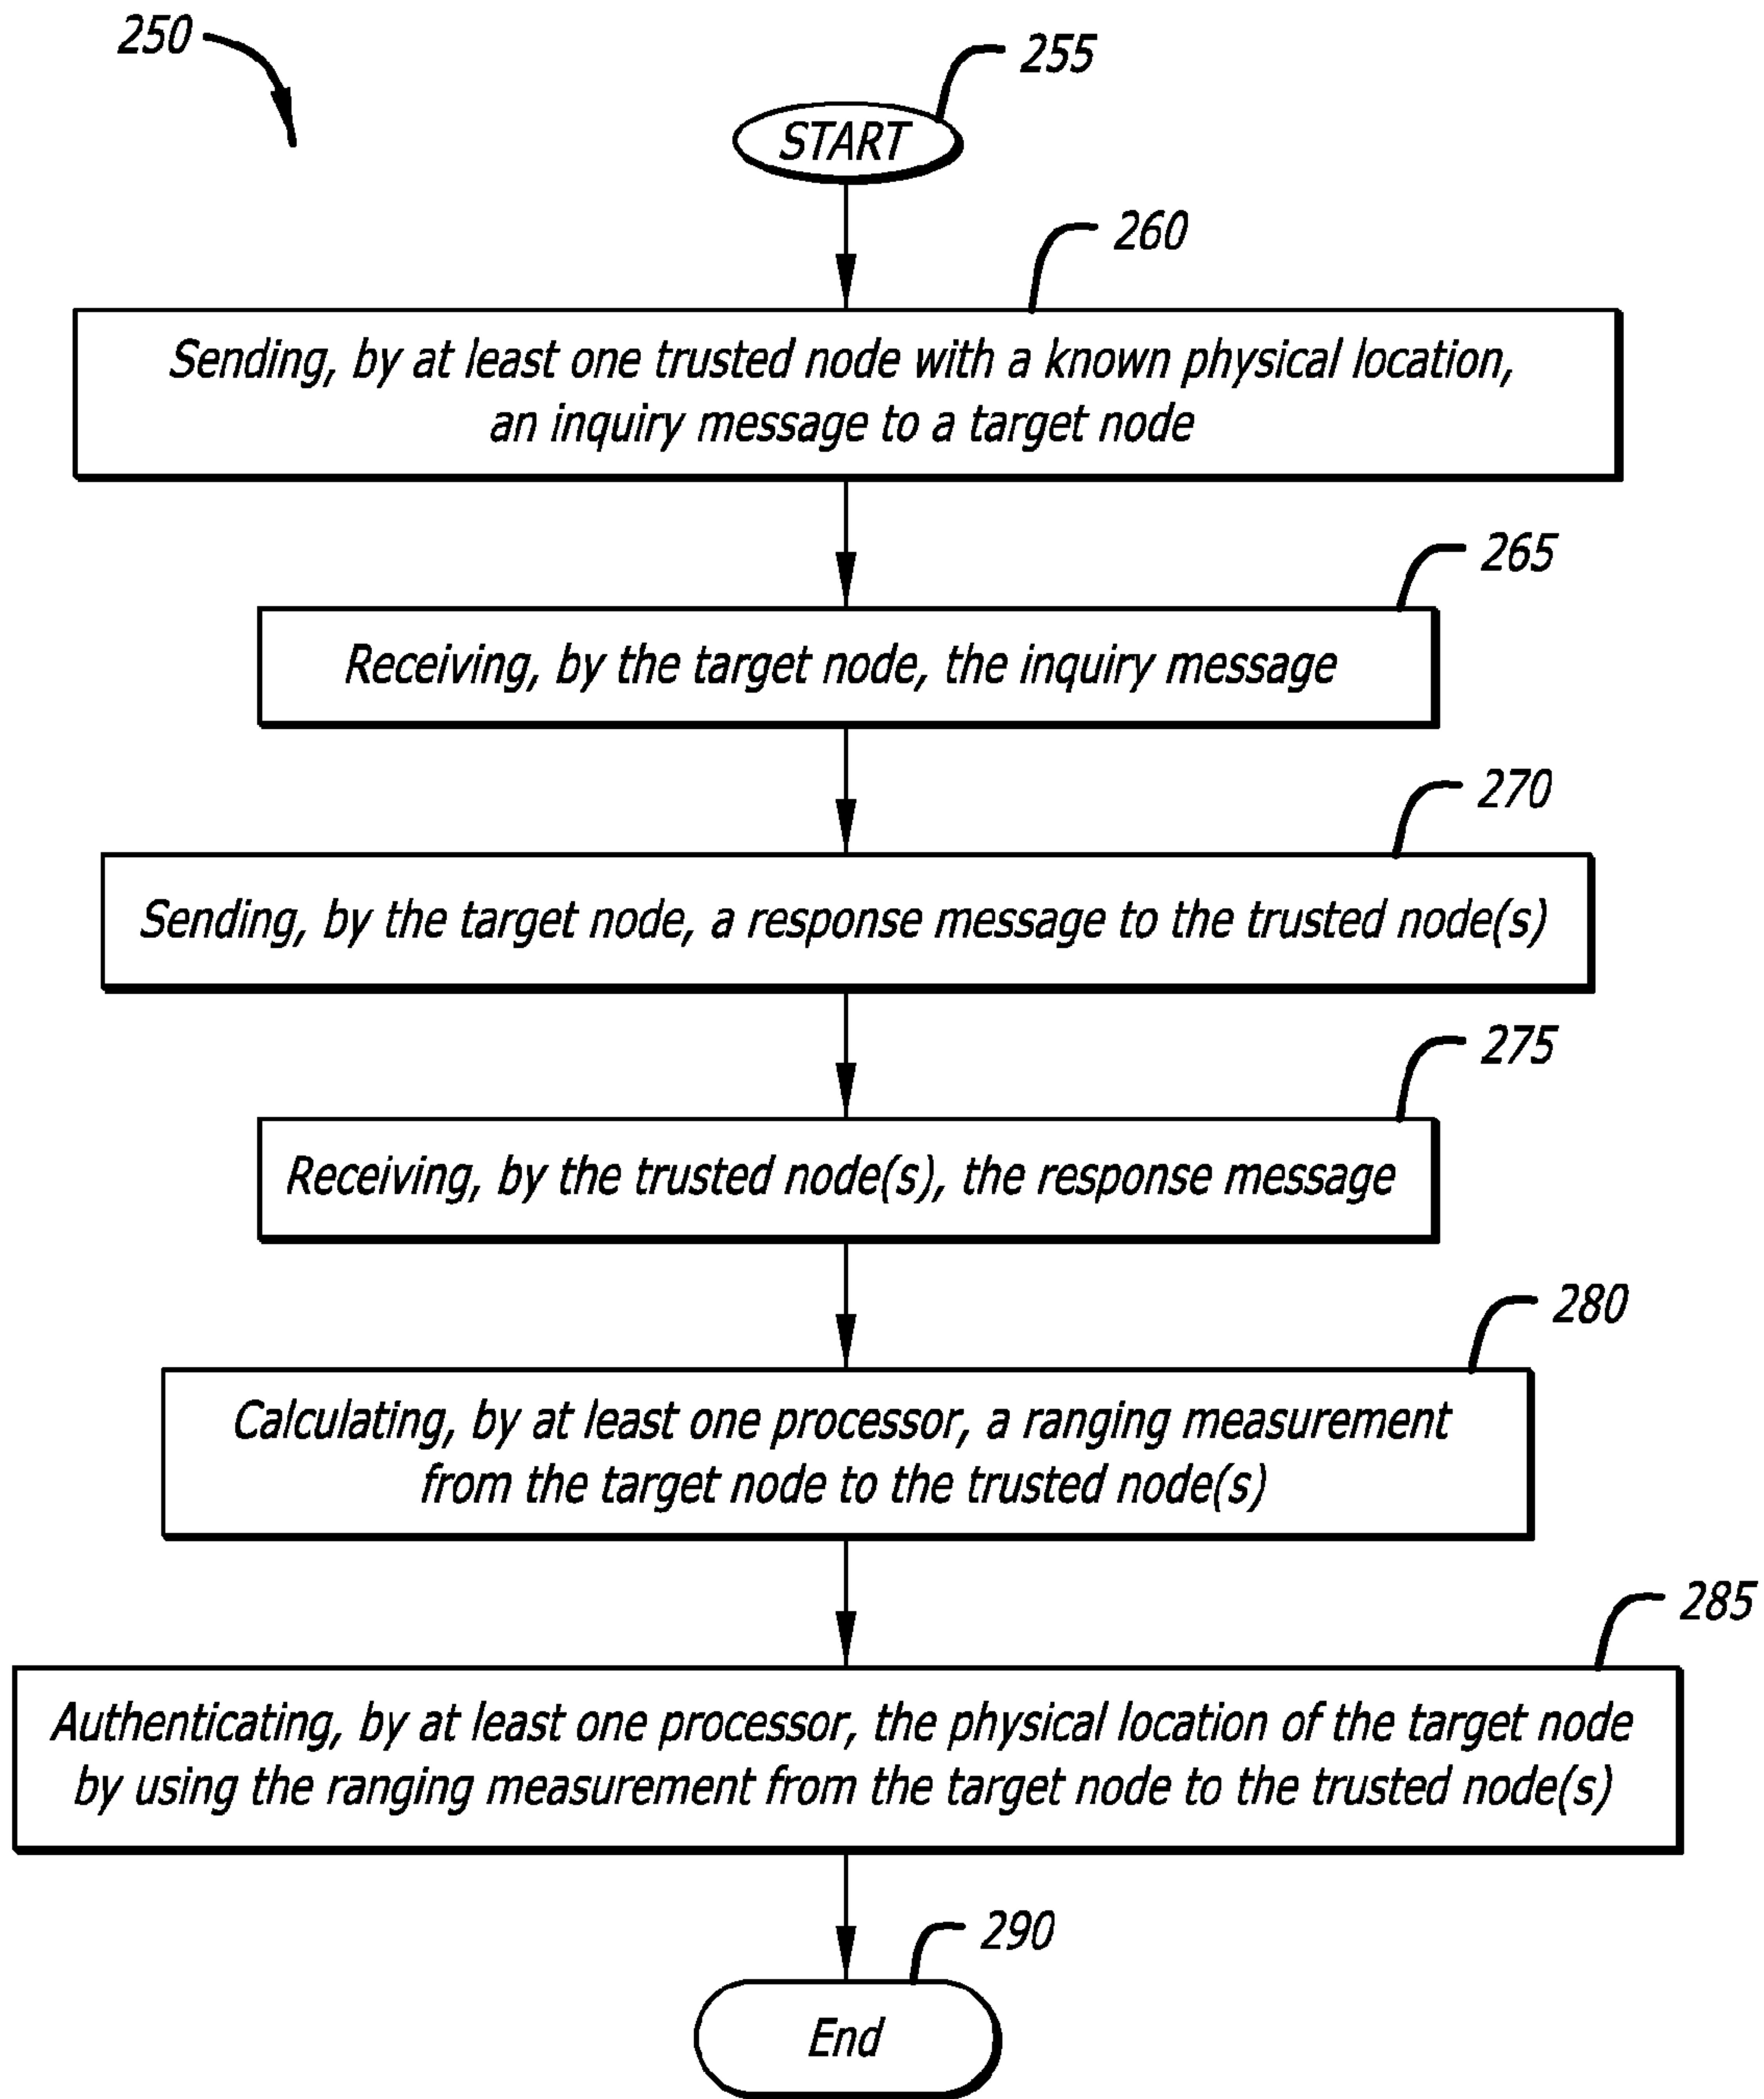 250
255
START
260
Sending, by at least one trusted node with a known physical location,
an inquiry message to a target node
265
Receiving, by the target node, the inquiry message
270
Sending, by the target node, a response message to the trusted node(s)
275
Receiving, by the trusted node(s), the response message
280
Calculating, by at least one processor, a ranging measurement
from the target node to the trusted node(s)
285
Authenticating, by at least one processor, the physical location of the target node
by using the ranging measurement from the target node to the trusted node(s)
290
End